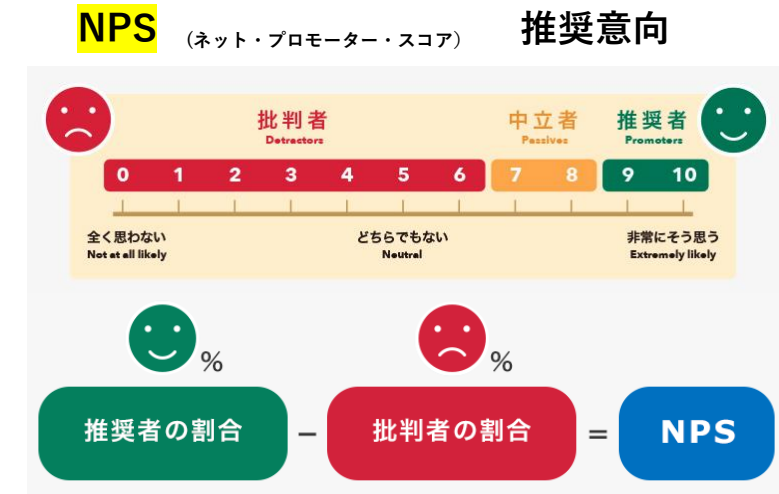 NPS （ネット・プロモーター・スコア） 推奨意向
批判者 中立者 推奨者
Detractors Passives Promoters
0 1 2 3 4 5 6 7 8 9 10
全く思わない どちらでもない 非常にそう思う
Not at all likely Neutral Extremely likely
% %
推奨者の割合 − 批判者の割合 = NPS